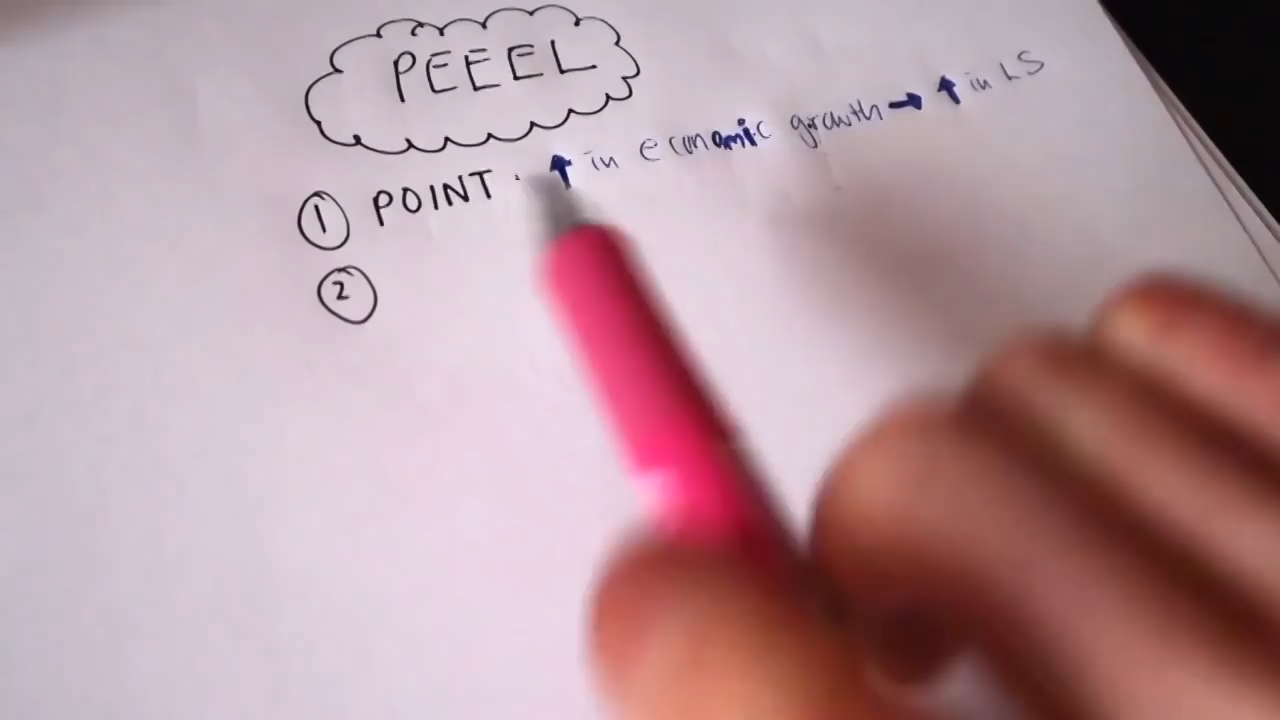 PEEEL
① POINT : ↑ in economic growth → ↑ in LS
②